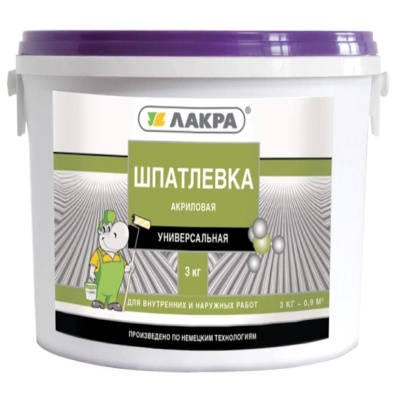 ЛАКРА®
ШПАТЛЕВКА
АКРИЛОВАЯ
УНИВЕРСАЛЬНАЯ
3 кг
ДЛЯ ВНУТРЕННИХ И НАРУЖНЫХ РАБОТ
3 КГ – 0,9 М²
ПРОИЗВЕДЕНО ПО НЕМЕЦКИМ ТЕХНОЛОГИЯМ